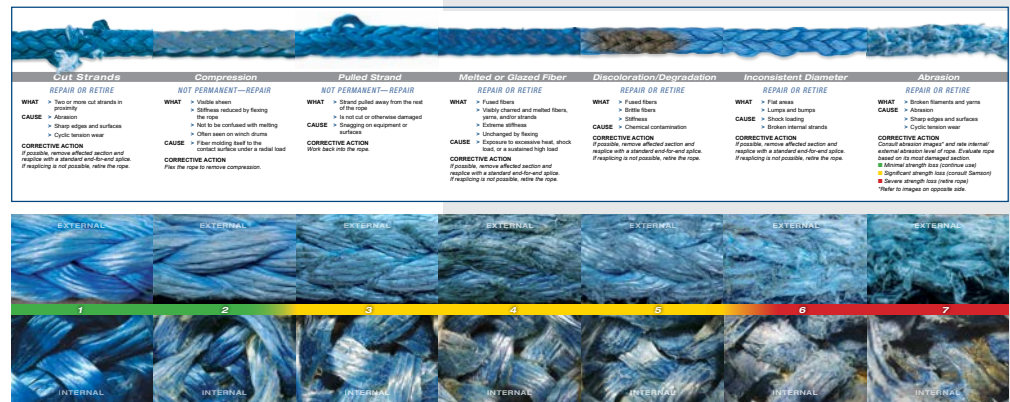 Cut Strands
REPAIR OR RETIRE
WHAT > Two or more cut strands in
proximity
CAUSE > Abrasion
> Sharp edges and surfaces
> Cyclic tension wear
CORRECTIVE ACTION
If possible, remove affected section and
resplice with a standard end-for-end splice.
If resplicing is not possible, retire the rope.
Compression
NOT PERMANENT—REPAIR
WHAT > Visible sheen
> Stiffness reduced by flexing
the rope
> Not to be confused with melting
> Often seen on winch drums
CAUSE > Fiber molding itself to the
contact surface under a radial load
CORRECTIVE ACTION
Flex the rope to remove compression.
Pulled Strand
NOT PERMANENT—REPAIR
WHAT > Strand pulled away from the rest
of the rope
> Is not cut or otherwise damaged
CAUSE > Snagging on equipment or
surfaces
CORRECTIVE ACTION
Work back into the rope.
Melted or Glazed Fiber
REPAIR OR RETIRE
WHAT > Fused fibers
> Visibly charred and melted fibers,
yarns, and/or strands
> Extreme stiffness
> Unchanged by flexing
CAUSE > Exposure to excessive heat, shock
load, or a sustained high load
CORRECTIVE ACTION
If possible, remove affected section and
resplice with a standard end-for-end splice.
If resplicing is not possible, retire the rope.
Discoloration/Degradation
REPAIR OR RETIRE
WHAT > Fused fibers
> Brittle fibers
> Stiffness
CAUSE > Chemical contamination
CORRECTIVE ACTION
If possible, remove affected section and
resplice with a standard end-for-end splice.
If resplicing is not possible, retire the rope.
Inconsistent Diameter
REPAIR OR RETIRE
WHAT > Flat areas
> Lumps and bumps
CAUSE > Shock loading
> Broken internal strands
CORRECTIVE ACTION
If possible, remove affected section and
resplice with a standard end-for-end splice.
If resplicing is not possible, retire the rope.
Abrasion
REPAIR OR RETIRE
WHAT > Broken filaments and yarns
CAUSE > Abrasion
> Sharp edges and surfaces
> Cyclic tension wear
CORRECTIVE ACTION
Consult abrasion images* and rate internal/
external abrasion level of rope. Evaluate rope
based on its most damaged section.
Minimal strength loss (continue use)
Significant strength loss (consult Samson)
Severe strength loss (retire rope)
*Refer to images on opposite side.
EXTERNAL EXTERNAL EXTERNAL EXTERNAL EXTERNAL EXTERNAL EXTERNAL
1 2 3 4 5 6 7
INTERNAL INTERNAL INTERNAL INTERNAL INTERNAL INTERNAL INTERNAL